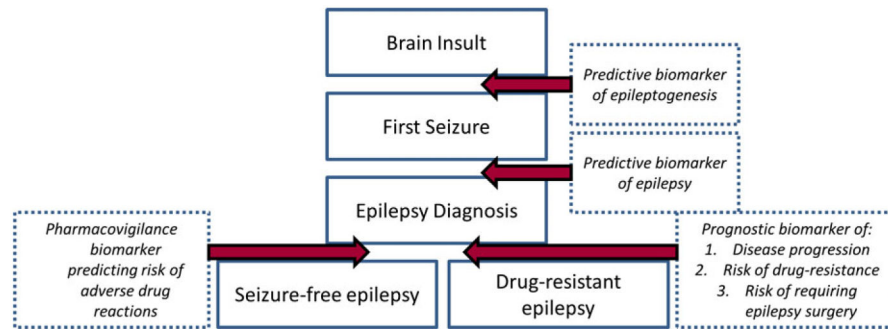 Brain Insult
Predictive biomarker
of epileptogenesis
First Seizure
Predictive biomarker
of epilepsy
Epilepsy Diagnosis
Pharmacovigilance
biomarker
predicting risk of
adverse drug
reactions
Prognostic biomarker of:
1. Disease progression
2. Risk of drug-resistance
3. Risk of requiring
epilepsy surgery
Seizure-free epilepsy
Drug-resistant
epilepsy